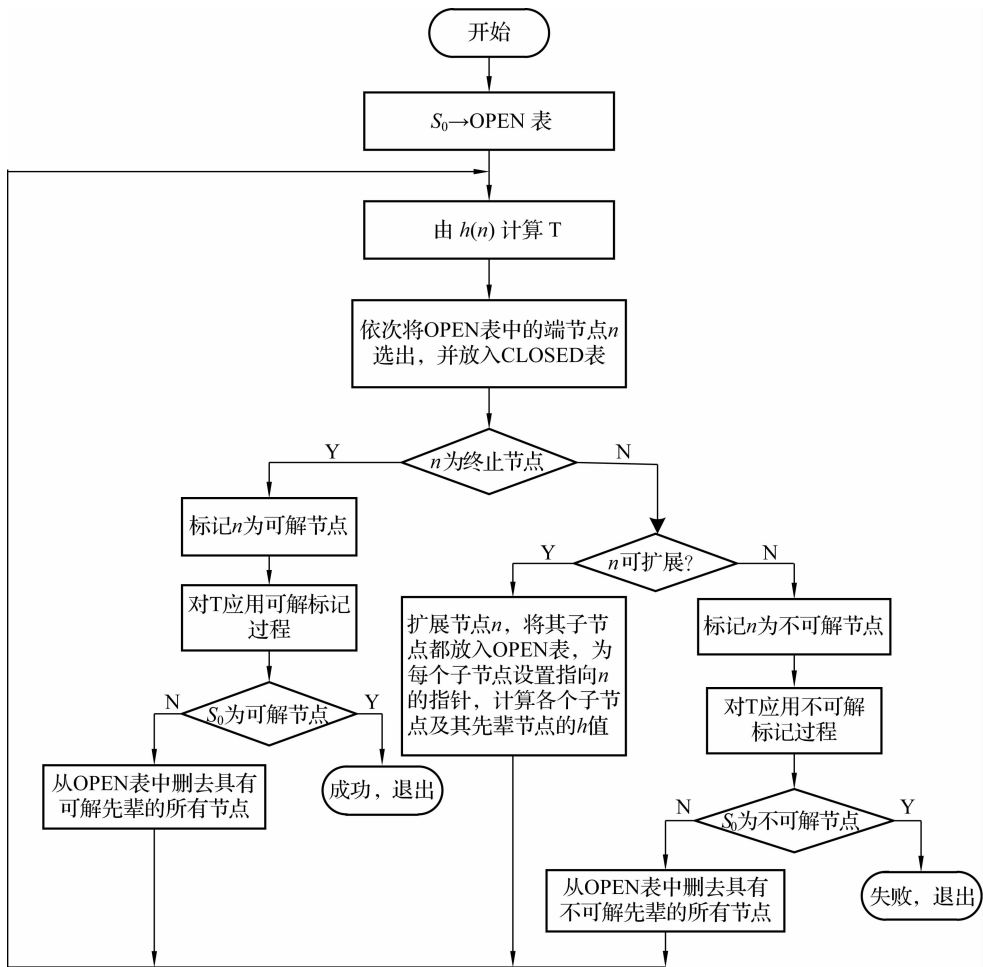 开始
S₀→OPEN 表
由 h(n) 计算 T
依次将OPEN表中的端节点n
选出，并放入CLOSED表
n为终止节点
Y
N
标记n为可解节点
n可扩展?
Y
N
对T应用可解标记
过程
扩展节点n，将其子节
点都放入OPEN表，为
每个子节点设置指向n
的指针，计算各个子节
点及其先辈节点的h值
标记n为不可解节点
S₀为可解节点
N
Y
对T应用不可解
标记过程
从OPEN表中删去具有
可解先辈的所有节点
成功，退出
S₀为不可解节点
N
Y
从OPEN表中删去具有
不可解先辈的所有节点
失败，退出